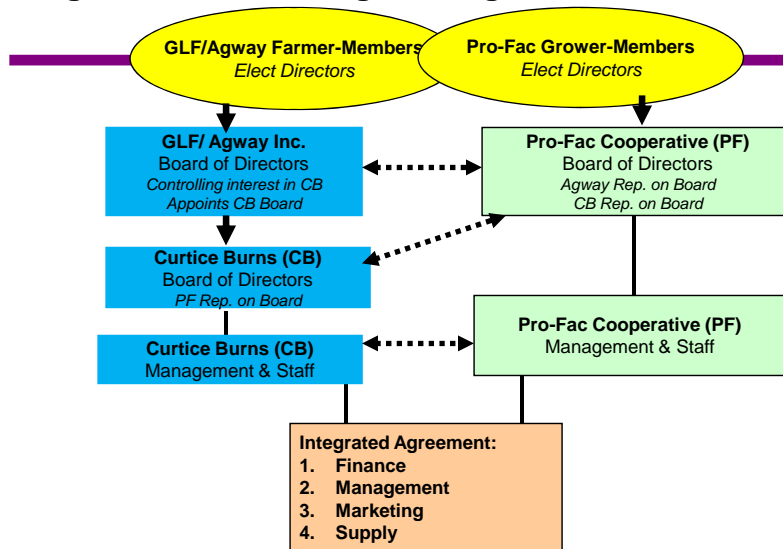 GLF/Agway Farmer-Members
Elect Directors
Pro-Fac Grower-Members
Elect Directors
GLF/ Agway Inc.
Board of Directors
Controlling interest in CB
Appoints CB Board
Pro-Fac Cooperative (PF)
Board of Directors
Agway Rep. on Board
CB Rep. on Board
Curtice Burns (CB)
Board of Directors
PF Rep. on Board
Curtice Burns (CB)
Management & Staff
Pro-Fac Cooperative (PF)
Management & Staff
Integrated Agreement:
1. Finance
2. Management
3. Marketing
4. Supply